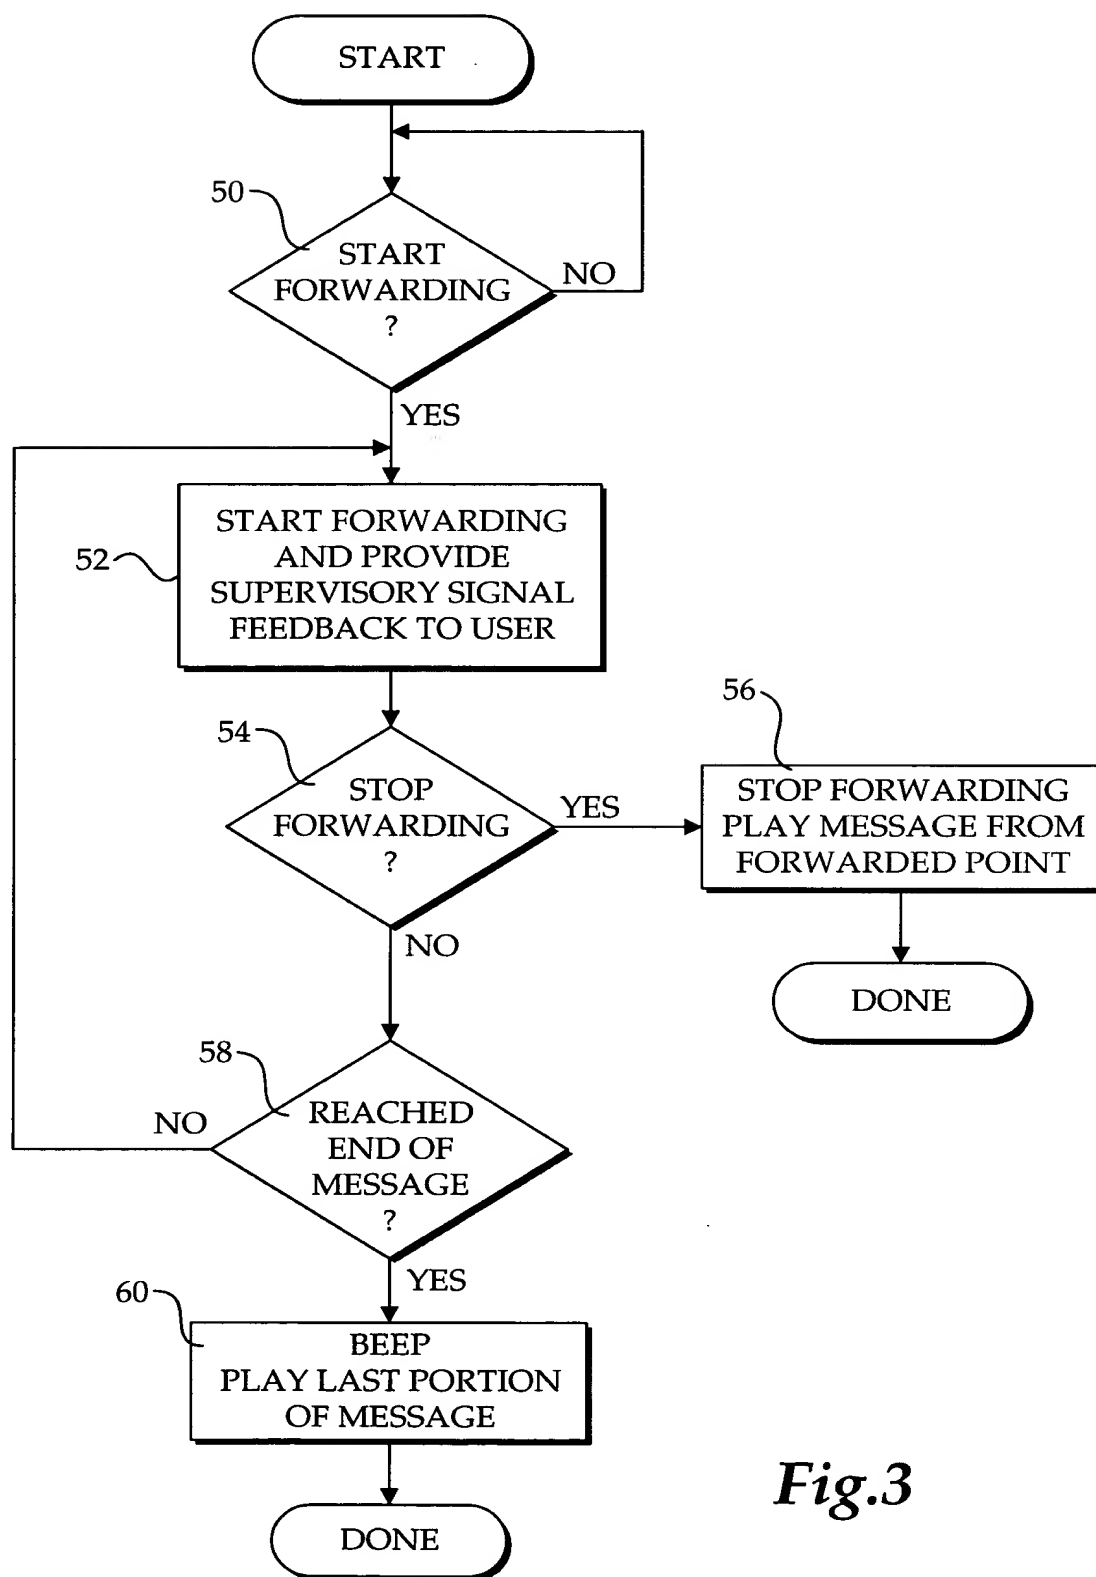 START
50
START
FORWARDING
?
NO
YES
52
START FORWARDING
AND PROVIDE
SUPERVISORY SIGNAL
FEEDBACK TO USER
54
STOP
FORWARDING
?
YES
56
STOP FORWARDING
PLAY MESSAGE FROM
FORWARDED POINT
NO
DONE
58
NO
REACHED
END OF
MESSAGE
?
YES
60
BEEP
PLAY LAST PORTION
OF MESSAGE
DONE
Fig.3